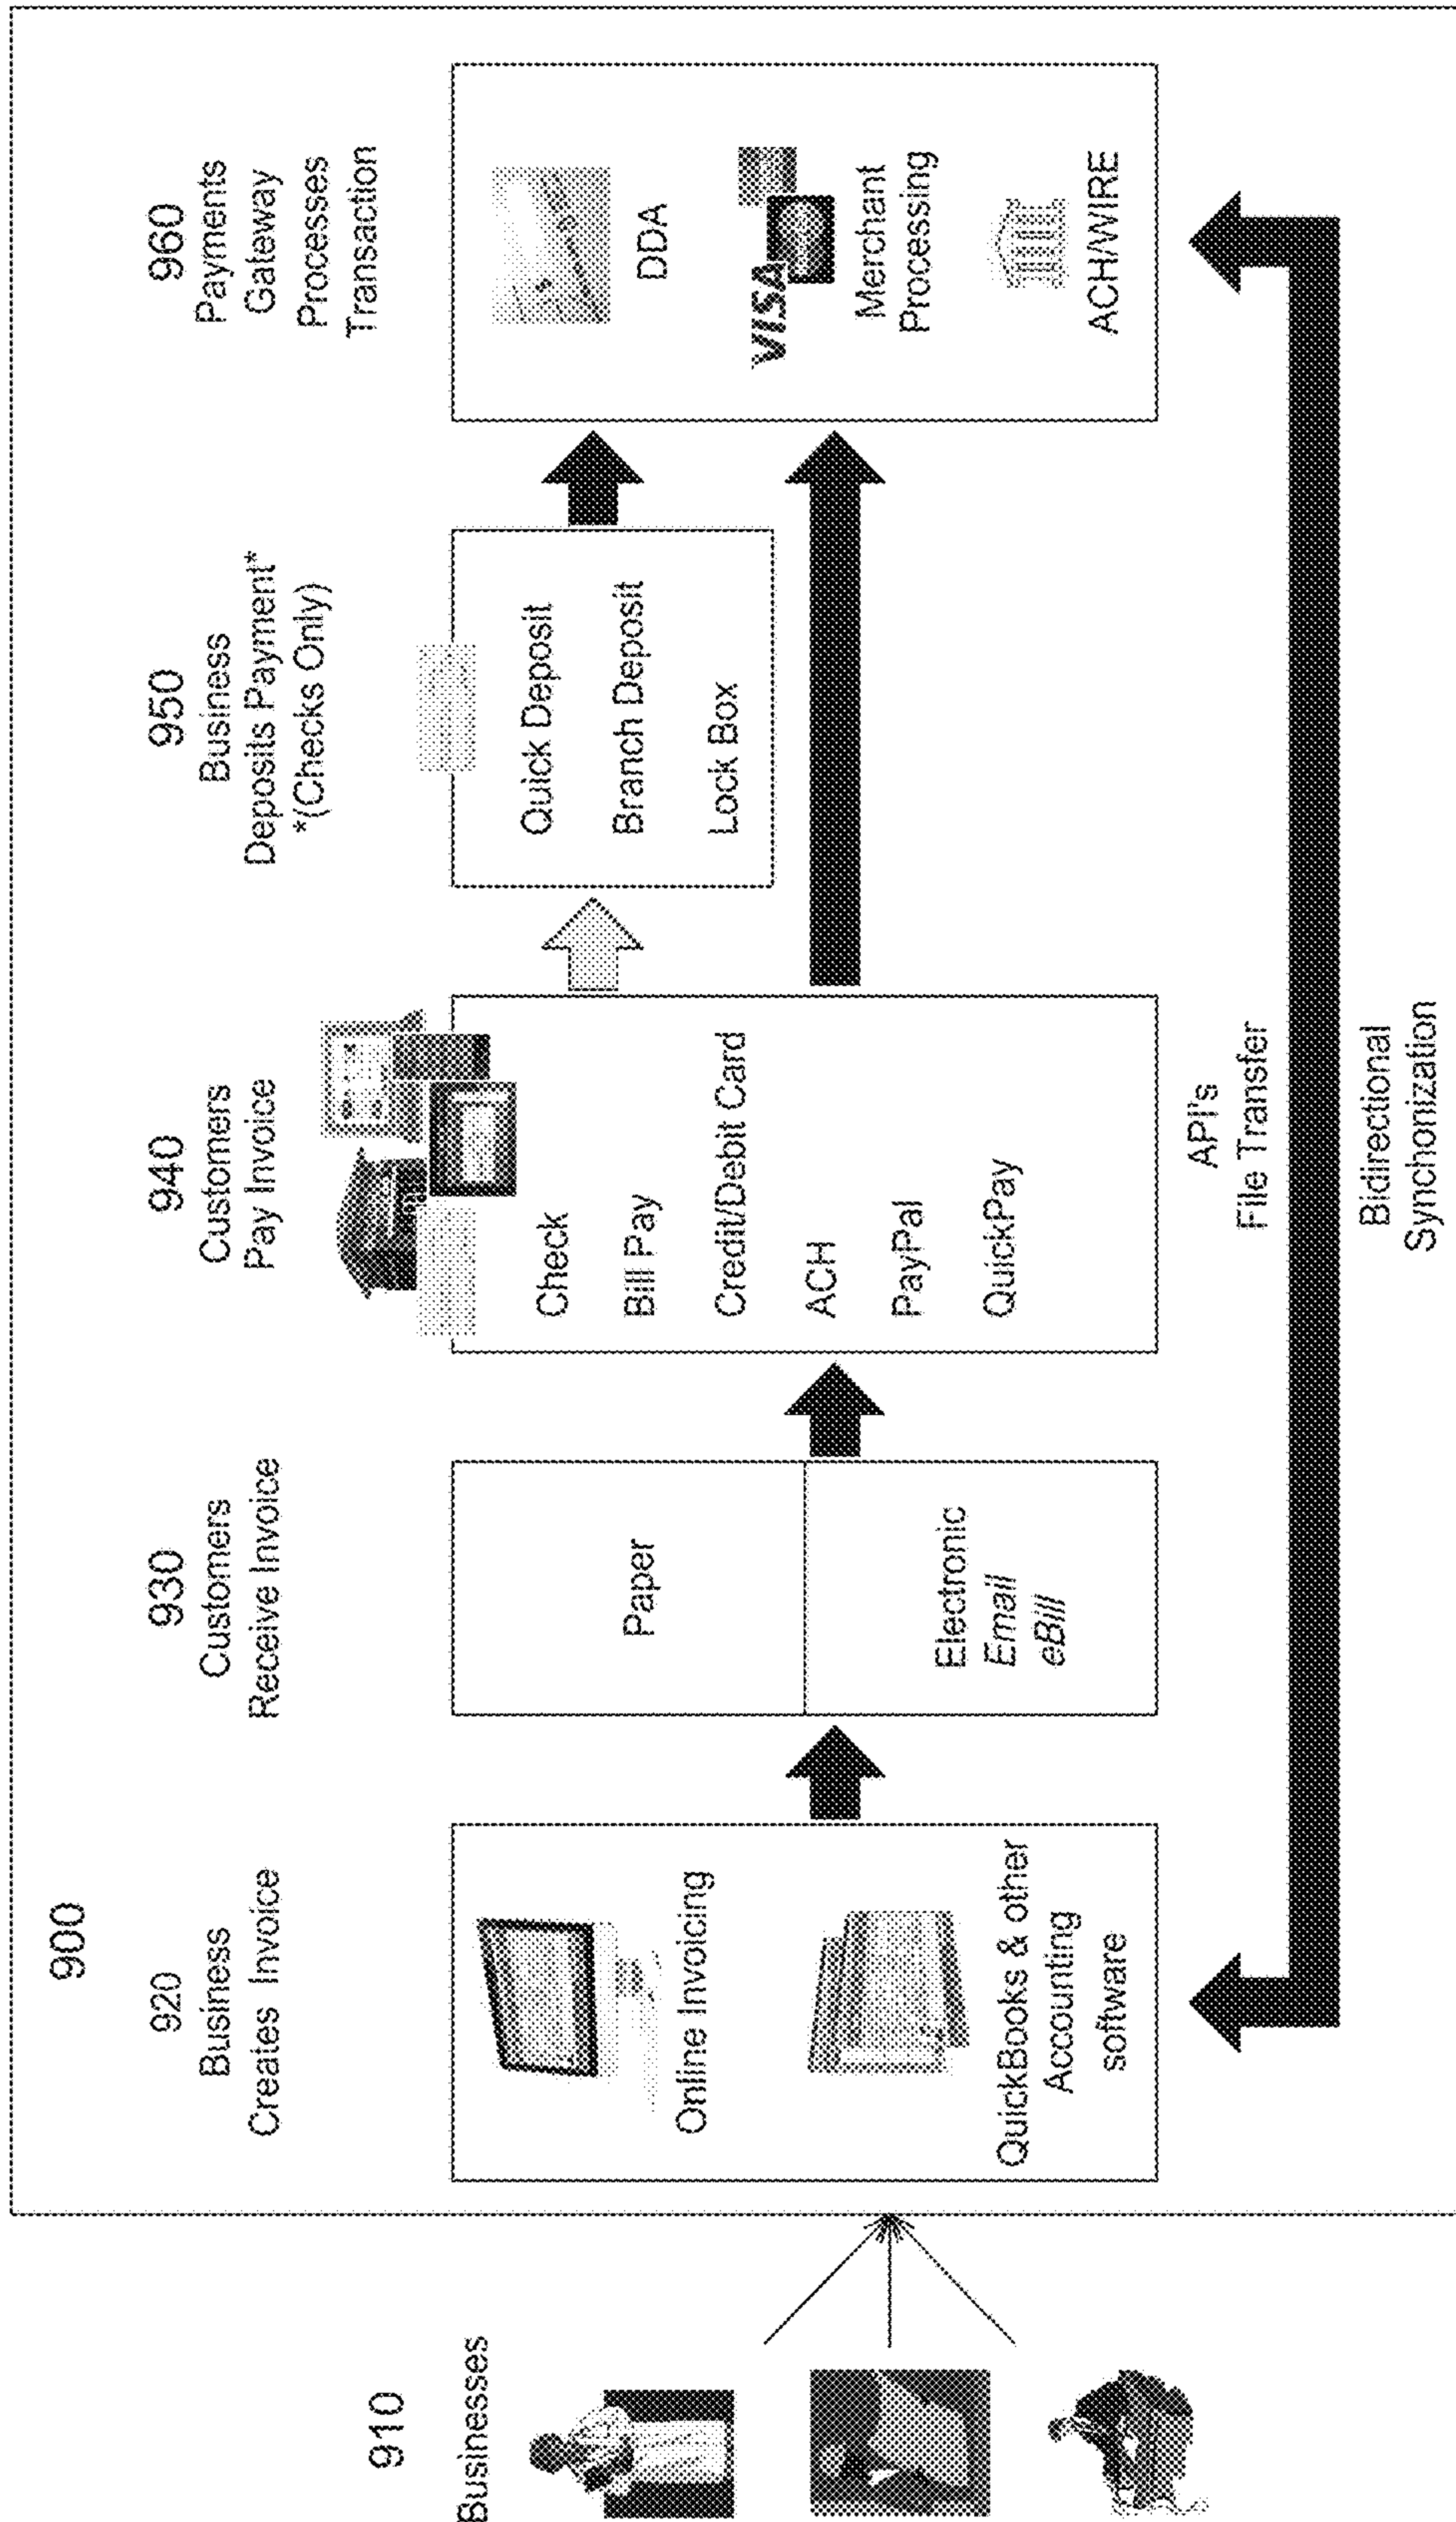 900
910
Businesses
920
Business
Creates Invoice
Online Invoicing
QuickBooks & other
Accounting
software
930
Customers
Receive Invoice
Paper
Electronic
Email
eBill
940
Customers
Pay Invoice
Check
Bill Pay
Credit/Debit Card
ACH
PayPal
QuickPay
950
Business
Deposits Payment*
*(Checks Only)
Quick Deposit
Branch Deposit
Lock Box
960
Payments
Gateway
Processes
Transaction
DDA
VISA
Merchant
Processing
ACH/WIRE
API's
File Transfer
Bidirectional
Synchonization